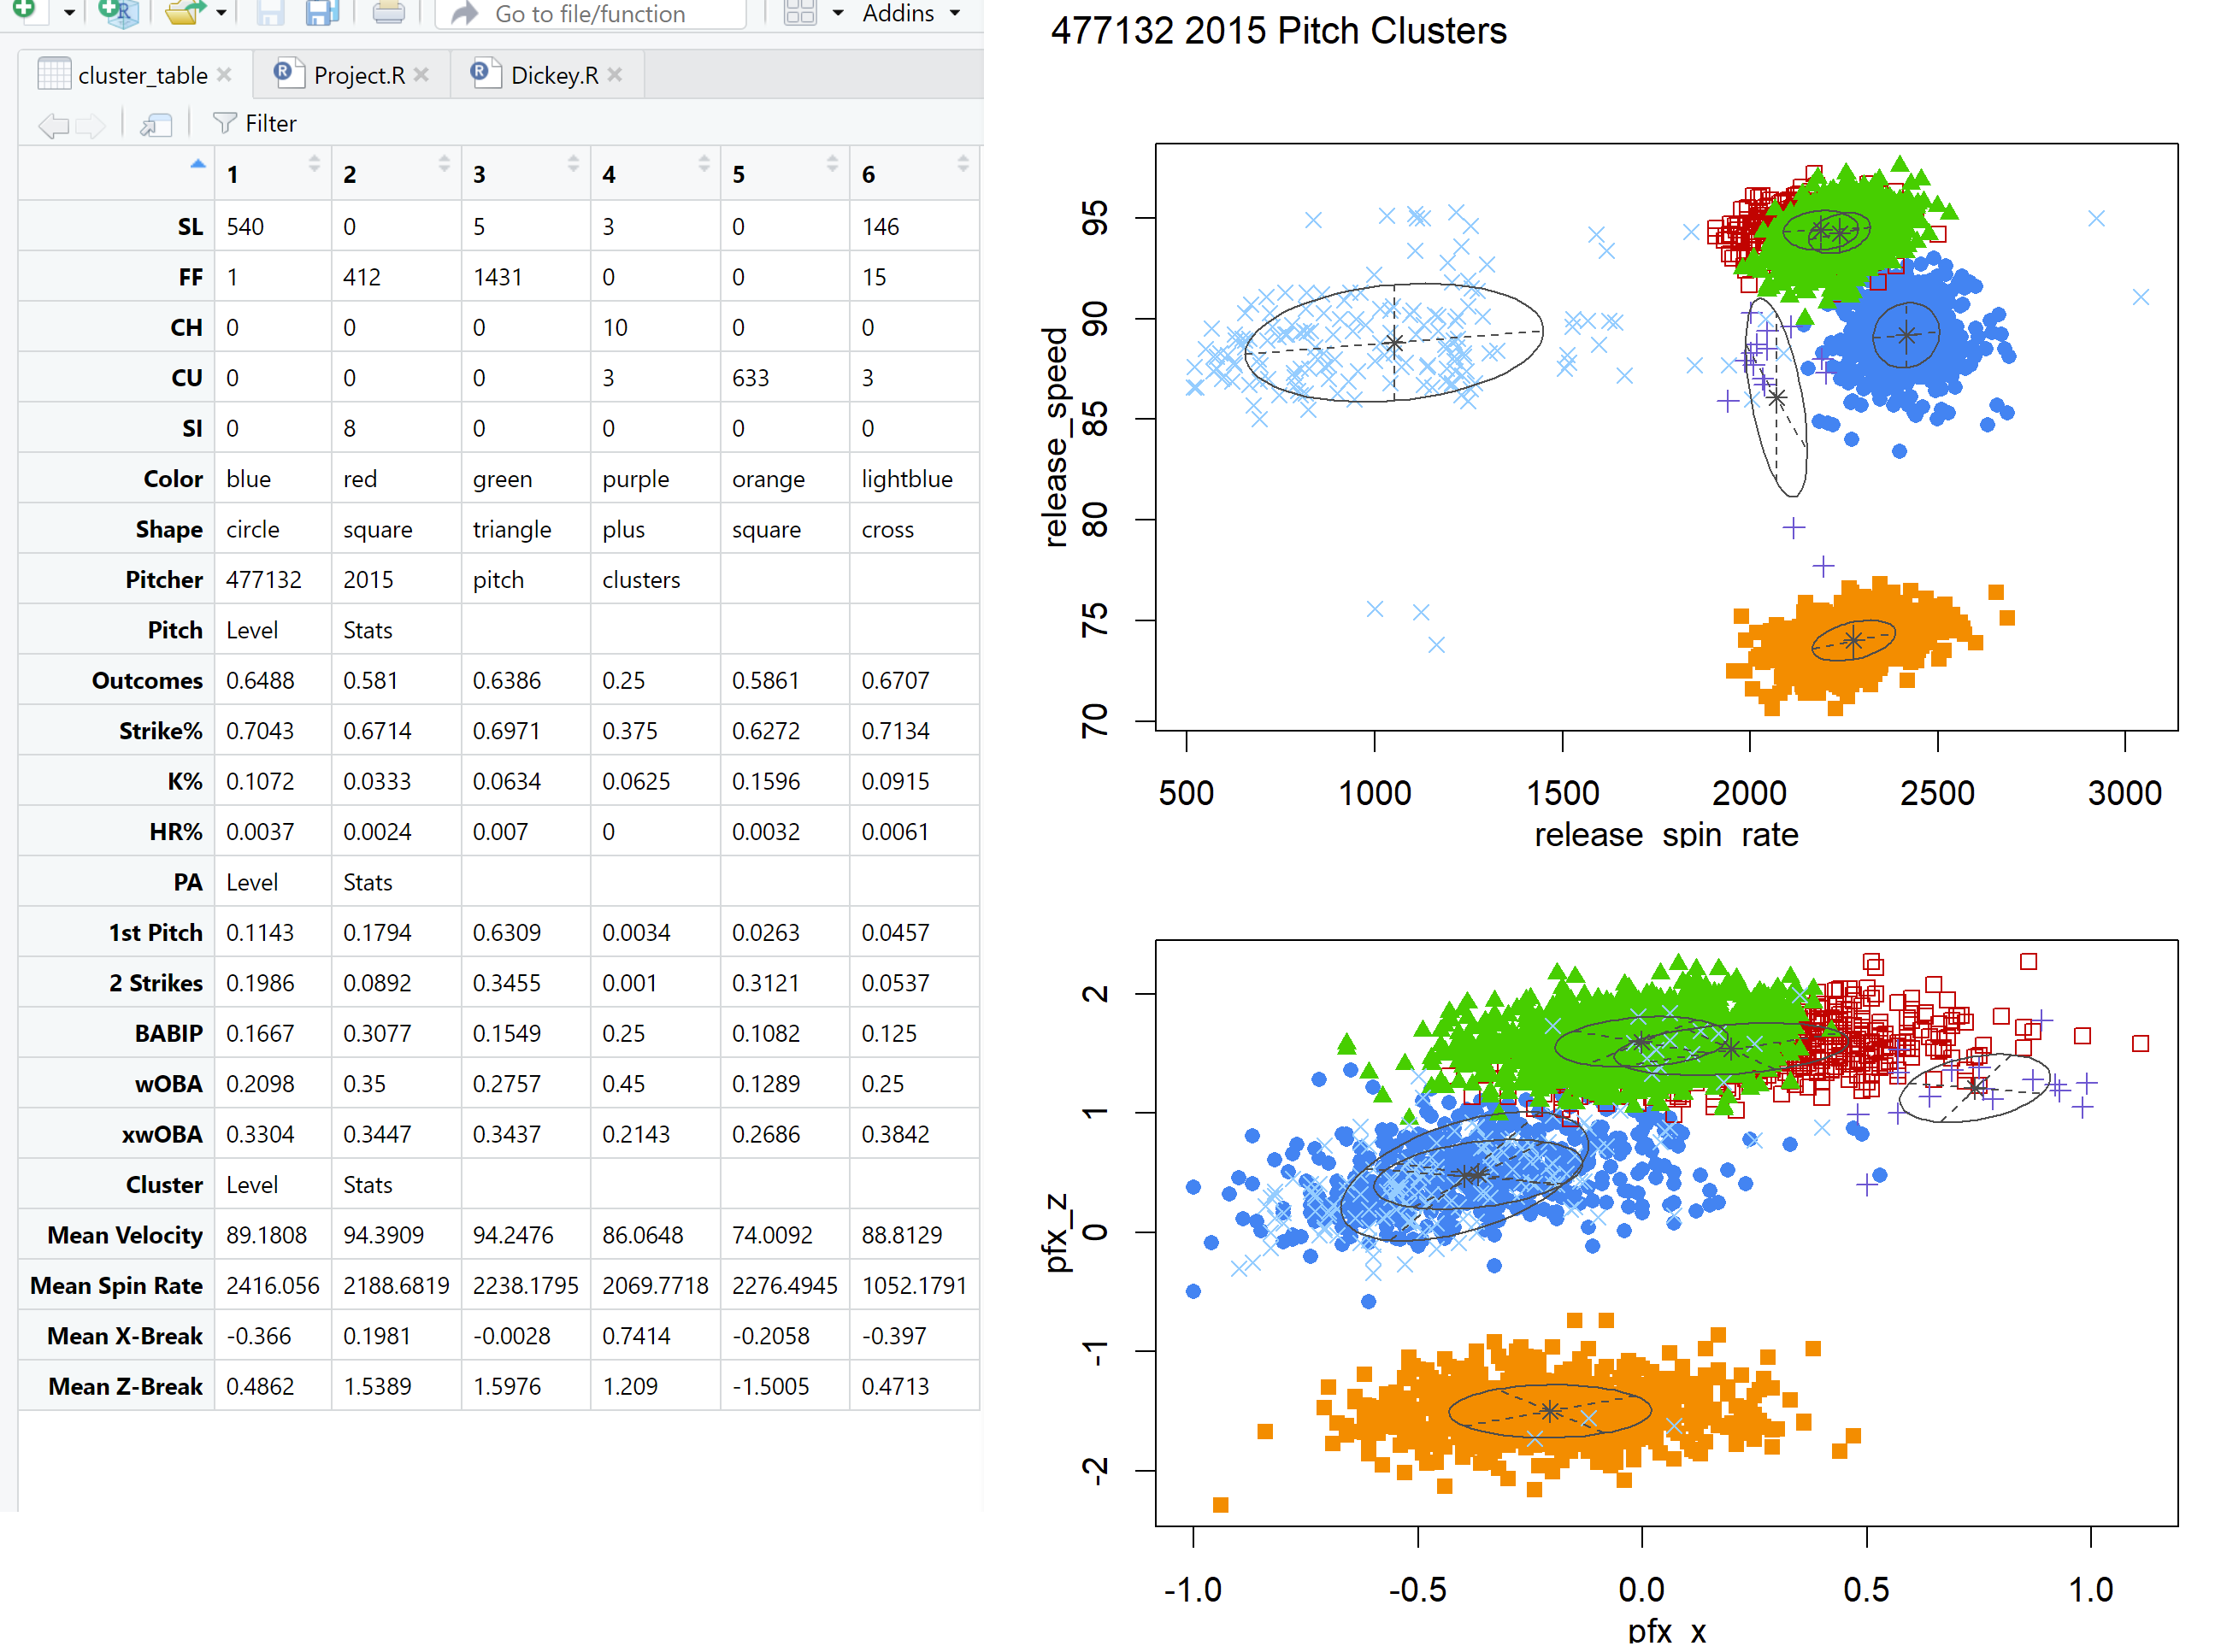 Go to file/function
Addins
cluster_table
Project.R
Dickey.R
Filter
1 2 3 4 5 6
SL 540 0 5 3 0 146
FF 1 412 1431 0 0 15
CH 0 0 0 10 0 0
CU 0 0 0 3 633 3
SI 0 8 0 0 0 0
Color blue red green purple orange lightblue
Shape circle square triangle plus square cross
Pitcher 477132 2015 pitch clusters
Pitch Level Stats
Outcomes 0.6488 0.581 0.6386 0.25 0.5861 0.6707
Strike% 0.7043 0.6714 0.6971 0.375 0.6272 0.7134
K% 0.1072 0.0333 0.0634 0.0625 0.1596 0.0915
HR% 0.0037 0.0024 0.007 0 0.0032 0.0061
PA Level Stats
1st Pitch 0.1143 0.1794 0.6309 0.0034 0.0263 0.0457
2 Strikes 0.1986 0.0892 0.3455 0.001 0.3121 0.0537
BABIP 0.1667 0.3077 0.1549 0.25 0.1082 0.125
wOBA 0.2098 0.35 0.2757 0.45 0.1289 0.25
xwOBA 0.3304 0.3447 0.3437 0.2143 0.2686 0.3842
Cluster Level Stats
Mean Velocity 89.1808 94.3909 94.2476 86.0648 74.0092 88.8129
Mean Spin Rate 2416.056 2188.6819 2238.1795 2069.7718 2276.4945 1052.1791
Mean X-Break -0.366 0.1981 -0.0028 0.7414 -0.2058 -0.397
Mean Z-Break 0.4862 1.5389 1.5976 1.209 -1.5005 0.4713
477132 2015 Pitch Clusters
release_speed
95
90
85
80
75
70
500 1000 1500 2000 2500 3000
release_spin_rate
pfx_z
2
1
0
-1
-2
-1.0 -0.5 0.0 0.5 1.0
pfx_x